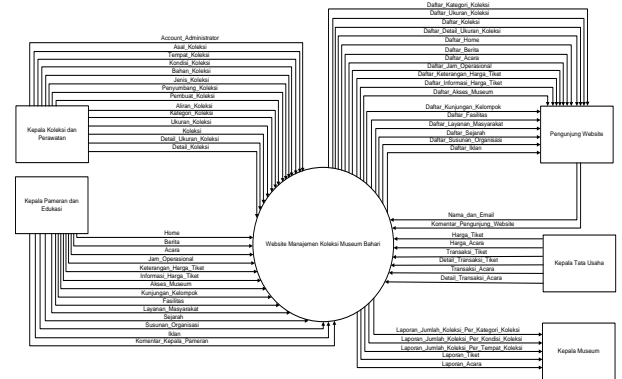 Account_Administrator
Asal_Koleksi
Tempat_Koleksi
Kondisi_Koleksi
Bahan_Koleksi
Jenis_Koleksi
Penyumbang_Koleksi
Pembuat_Koleksi
Aliran_Koleksi
Kategori_Koleksi
Ukuran_Koleksi
Koleksi
Detail_Ukuran_Koleksi
Detail_Koleksi
Kepala Koleksi dan
Perawatan
Kepala Pameran dan
Edukasi
Home
Berita
Acara
Jam_Operasional
Keterangan_Harga_Tiket
Informasi_Harga_Tiket
Akses_Museum
Kunjungan_Kelompok
Fasilitas
Layanan_Masyarakat
Sejarah
Susunan_Organisasi
Iklan
Komentar_Kepala_Pameran
Website Manajemen Koleksi Museum Bahari
Daftar_Kategori_Koleksi
Daftar_Ukuran_Koleksi
Daftar_Koleksi
Daftar_Detail_Ukuran_Koleksi
Daftar_Home
Daftar_Berita
Daftar_Acara
Daftar_Jam_Operasional
Daftar_Keterangan_Harga_Tiket
Daftar_Informasi_Harga_Tiket
Daftar_Akses_Museum
Daftar_Kunjungan_Kelompok
Daftar_Fasilitas
Daftar_Layanan_Masyarakat
Daftar_Sejarah
Daftar_Susunan_Organisasi
Daftar_Iklan
Pengunjung Website
Nama_dan_Email
Komentar_Pengunjung_Website
Harga_Tiket
Harga_Acara
Transaksi_Tiket
Detail_Transaksi_Tiket
Transaksi_Acara
Detail_Transaksi_Acara
Kepala Tata Usaha
Laporan_Jumlah_Koleksi_Per_Kategori_Koleksi
Laporan_Jumlah_Koleksi_Per_Kondisi_Koleksi
Laporan_Jumlah_Koleksi_Per_Tempat_Koleksi
Laporan_Tiket
Laporan_Acara
Kepala Museum